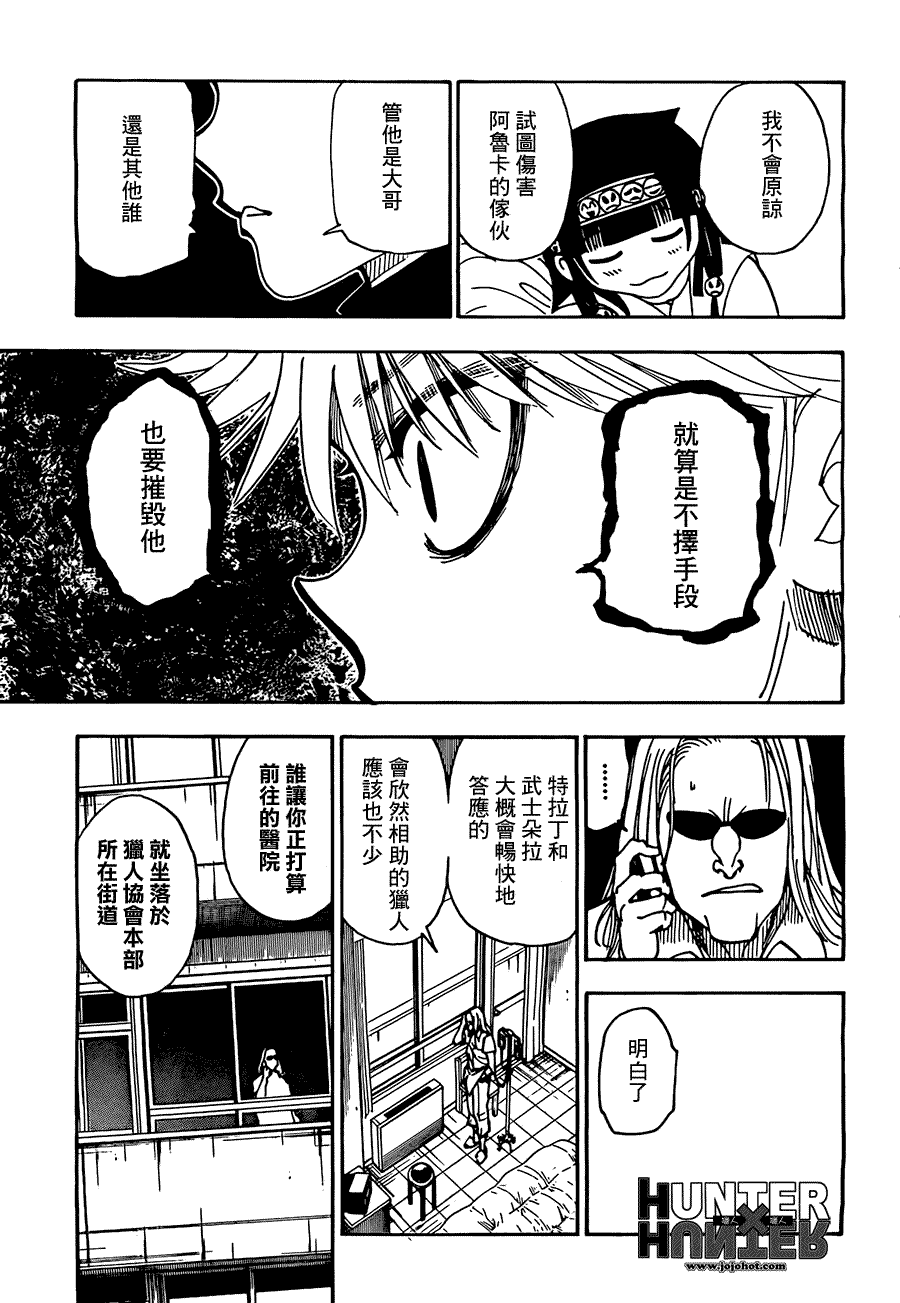 我不會原諒
試圖傷害
阿魯卡的傢伙
管他是大哥
還是其他誰
就算是不擇手段
也要摧毀他
……
明白了
特拉丁和
武士朵拉
大概會暢快地
答應的
會欣然相助的獵人
應該也不少
誰讓你正打算
前往的醫院
就坐落於
獵人協會本部
所在街道
HUNTER
獵人×獵人
HUNTER
www.jojohot.com